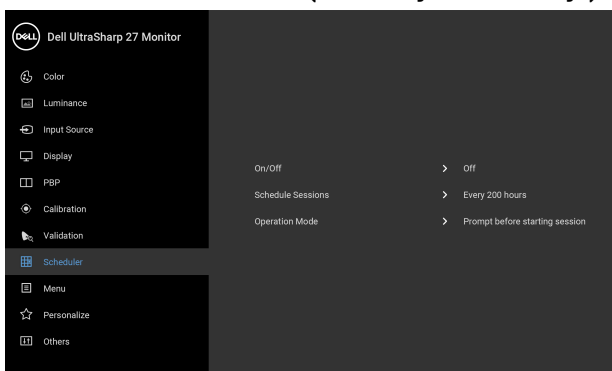 DELL Dell UltraSharp 27 Monitor
Color
Luminance
Input Source
Display
PBP
Calibration
Validation
Scheduler
Menu
Personalize
Others
On/Off > Off
Schedule Sessions > Every 200 hours
Operation Mode > Prompt before starting session